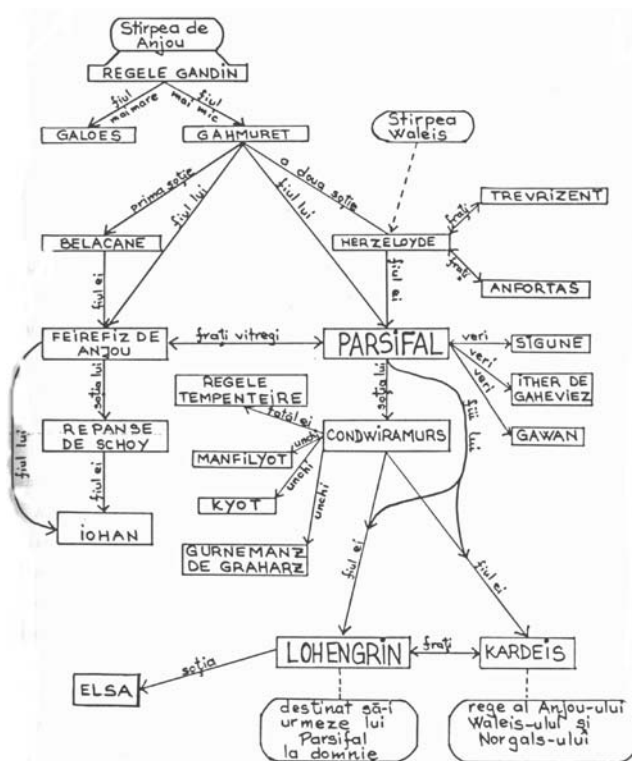 Stirpea de
Anjou
REGELE GANDIN
fiul
mai mare
fiul
mai mic
GALOES
GAHMURET
Stirpea
Waleis
prima soție
fiul lui
fiul lui
a doua soție
frați
TREVRIZENT
BELACANE
HERZELOYDE
frați
ANFORTAS
fiul ei
fiul ei
FEIREFIZ DE
ANJOU
frați vitregi
PARSIFAL
veri
SIGUNE
veri
ITHER DE
GAHEVIEZ
veri
GAWAN
soția lui
REGELE
TEMPENTEIRE
soția lui
fiii lui
tatăl ei
REPANSE
DE SCHOY
CONDWIRAMURS
unchi
MANFILYOT
unchi
KYOT
unchi
GURNEMANZ
DE GRAHARZ
fiul lui
fiul ei
IOHAN
fiul ei
fiul ei
LOHENGRIN
frați
KARDEIS
soția
ELSA
destinat să-i
urmeze lui
Parsifal
la domnie
rege al Anjou-ului
Waleis-ului și
Norgals-ului